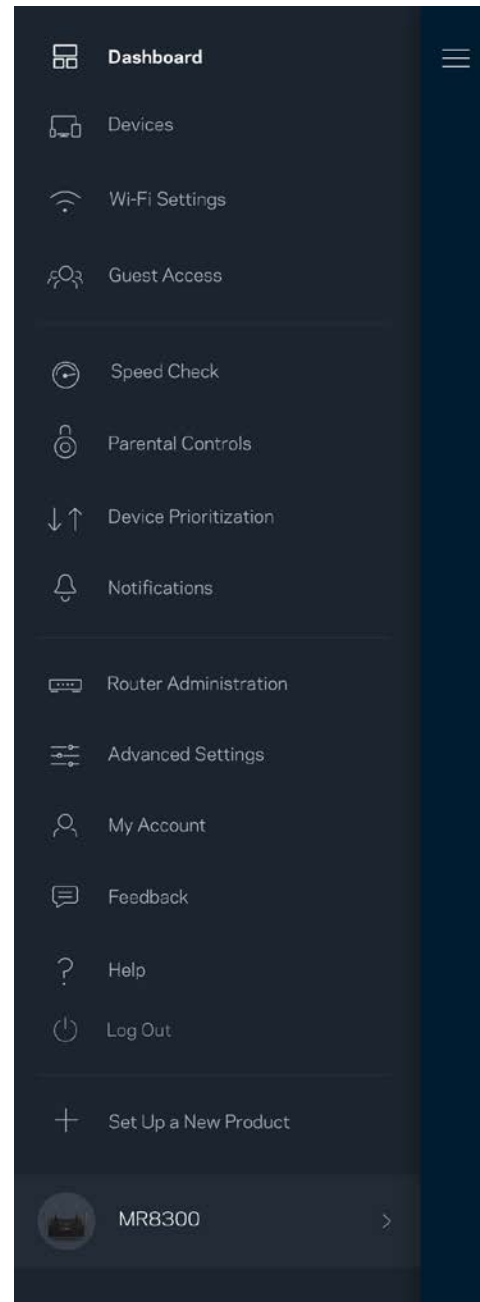 Dashboard
Devices
Wi-Fi Settings
Guest Access
Speed Check
Parental Controls
Device Prioritization
Notifications
Router Administration
Advanced Settings
My Account
Feedback
Help
Log Out
Set Up a New Product
MR8300